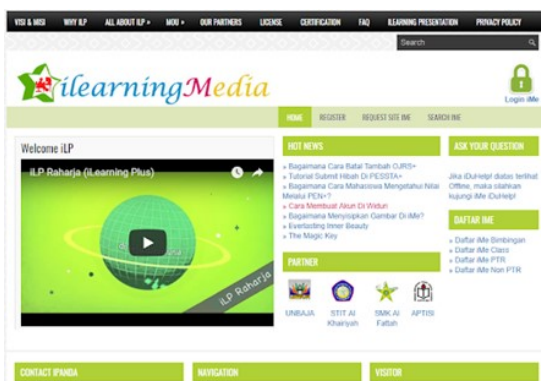 VISI & MISI WHY ILP ALL ABOUT ILP » MOU » OUR PARTNERS LICENSE CERTIFICATION FAQ ILEARNING PRESENTATION PRIVACY POLICY
Search
ilearningMedia
Login iMe
HOME REGISTER REQUEST SITE IME SEARCH IME
Welcome iLP
iLP Raharja (iLearning Plus)
iLP Raharja
HOT NEWS
» Bagaimana Cara Batal Tambah OJRS+
» Tutorial Submit Hibah Di PESSTA+
» Bagaimana Cara Mahasiswa Mengetahui Nilai
Melalui PEN+?
» Cara Membuat Akun Di Widuri
» Bagaimana Menyisipkan Gambar Di iMe?
» Everlasting Inner Beauty
» The Magic Key
PARTNER
UNBAJA STIT Al Khairiyah SMK Al Fattah APTISI
ASK YOUR QUESTION
Jika iDuHelp! diatas terlihat
Offline, maka silahkan
kujungi iMe iDuHelp!
DAFTAR IME
» Daftar iMe Bimbingan
» Daftar iMe Class
» Daftar iMe PTR
» Daftar iMe Non PTR
CONTACT IPANDA NAVIGATION VISITOR